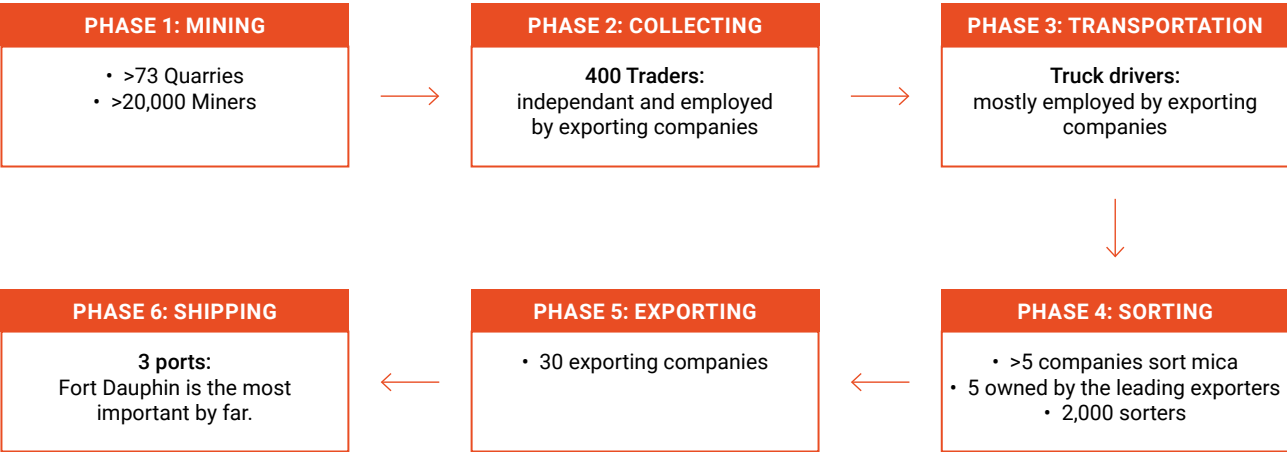 PHASE 1: MINING
• >73 Quarries
• >20,000 Miners
PHASE 2: COLLECTING
400 Traders:
independant and employed
by exporting companies
PHASE 3: TRANSPORTATION
Truck drivers:
mostly employed by exporting
companies
PHASE 4: SORTING
• >5 companies sort mica
• 5 owned by the leading exporters
• 2,000 sorters
PHASE 5: EXPORTING
• 30 exporting companies
PHASE 6: SHIPPING
3 ports:
Fort Dauphin is the most
important by far.